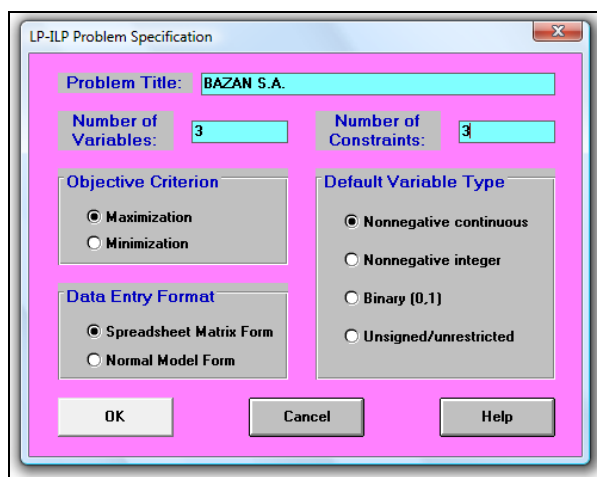 LP-ILP Problem Specification
Problem Title: BAZAN S.A.
Number of Variables: 3
Number of Constraints: 3
Objective Criterion
Maximization
Minimization
Default Variable Type
Nonnegative continuous
Nonnegative integer
Binary (0,1)
Unsigned/unrestricted
Data Entry Format
Spreadsheet Matrix Form
Normal Model Form
OK
Cancel
Help